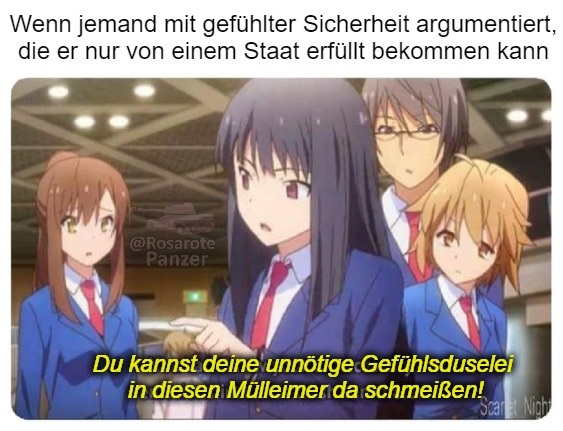 Wenn jemand mit gefühlter Sicherheit argumentiert,
die er nur von einem Staat erfüllt bekommen kann
@Rosarote
Panzer
Du kannst deine unnötige Gefühlsduselei
in diesen Mülleimer da schmeißen!
Night